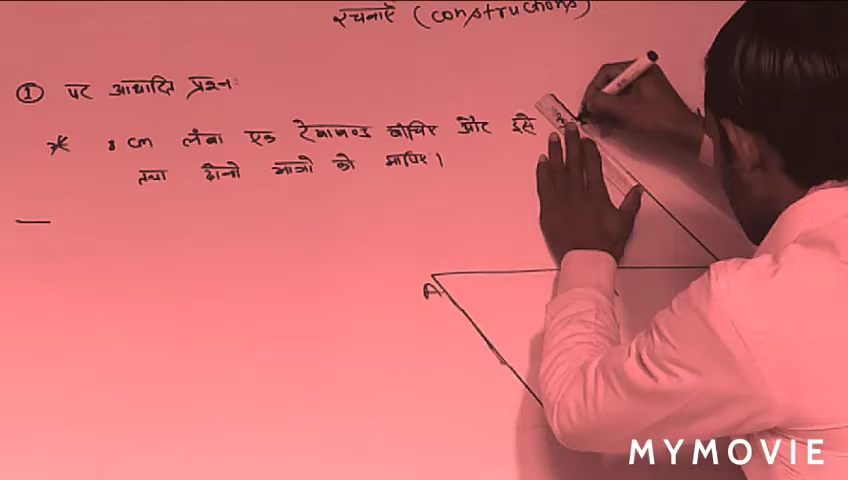 रचनाएँ (constructions)
① पर आधारित प्रश्न:
* 8 cm लंबा एक रेखाखण्ड खींचिए और इसे
तथा दोनों भागो को मापिए।
A
MYMOVIE